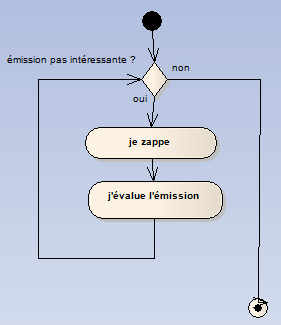 émission pas intéressante ?
non
oui
je zappe
j'évalue l'émission